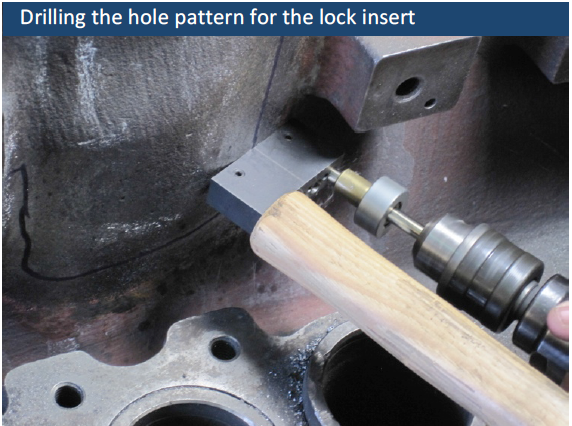 Drilling the hole pattern for the lock insert